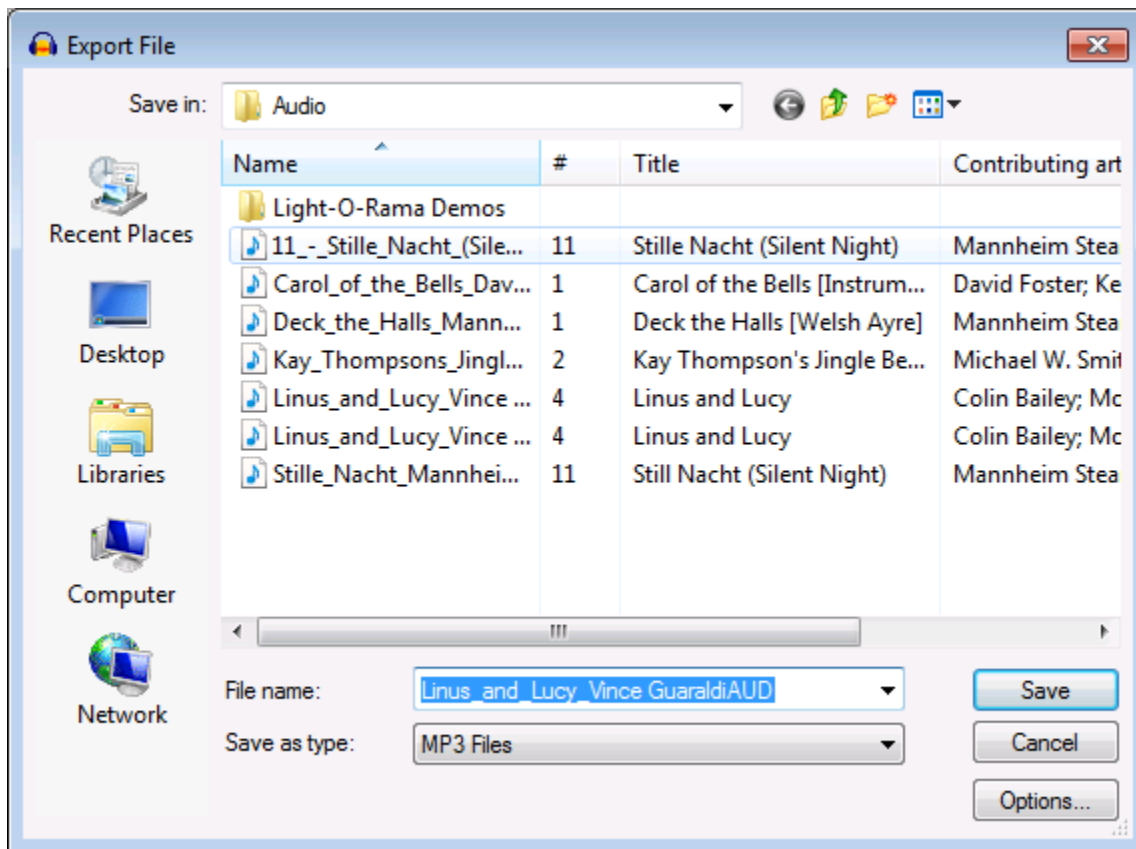 Export File
Save in: Audio
Name # Title Contributing art
Light-O-Rama Demos
11_-_Stille_Nacht_(Sile... 11 Stille Nacht (Silent Night) Mannheim Stea
Carol_of_the_Bells_Dav... 1 Carol of the Bells [Instrum... David Foster; Ke
Deck_the_Halls_Mann... 1 Deck the Halls [Welsh Ayre] Mannheim Stea
Kay_Thompsons_Jingl... 2 Kay Thompson's Jingle Be... Michael W. Smit
Linus_and_Lucy_Vince ... 4 Linus and Lucy Colin Bailey; Mc
Linus_and_Lucy_Vince ... 4 Linus and Lucy Colin Bailey; Mc
Stille_Nacht_Mannhei... 11 Still Nacht (Silent Night) Mannheim Stea
Recent Places
Desktop
Libraries
Computer
Network
File name: Linus_and_Lucy_Vince GuaraldiAUD Save
Save as type: MP3 Files Cancel
Options...